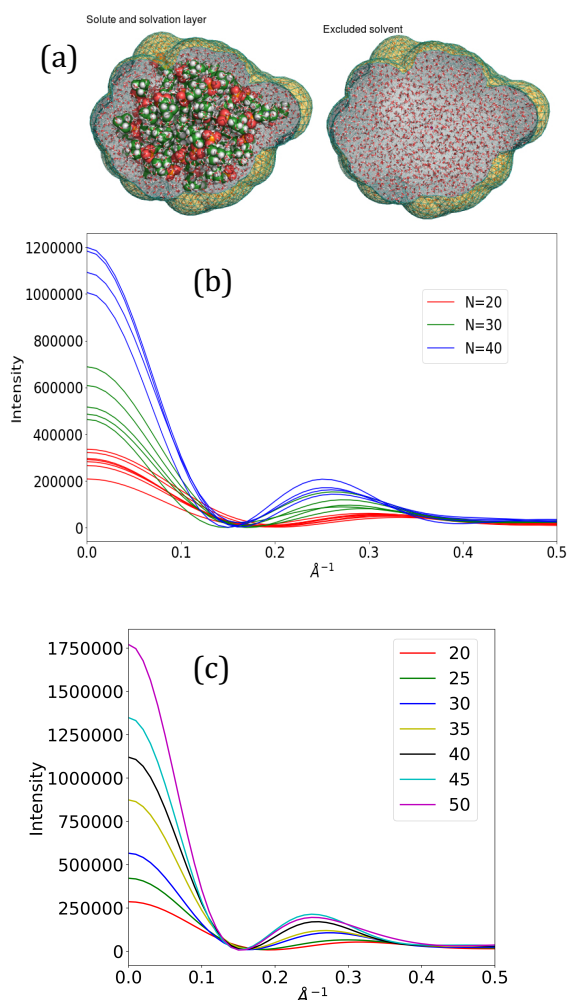 Solute and solvation layer
Excluded solvent
(a)
(b)
1200000
1000000
800000
600000
400000
200000
0
Intensity
N=20
N=30
N=40
0.0 0.1 0.2 0.3 0.4 0.5
Å⁻¹
(c)
1750000
1500000
1250000
1000000
750000
500000
250000
0
Intensity
20
25
30
35
40
45
50
0.0 0.1 0.2 0.3 0.4 0.5
Å⁻¹